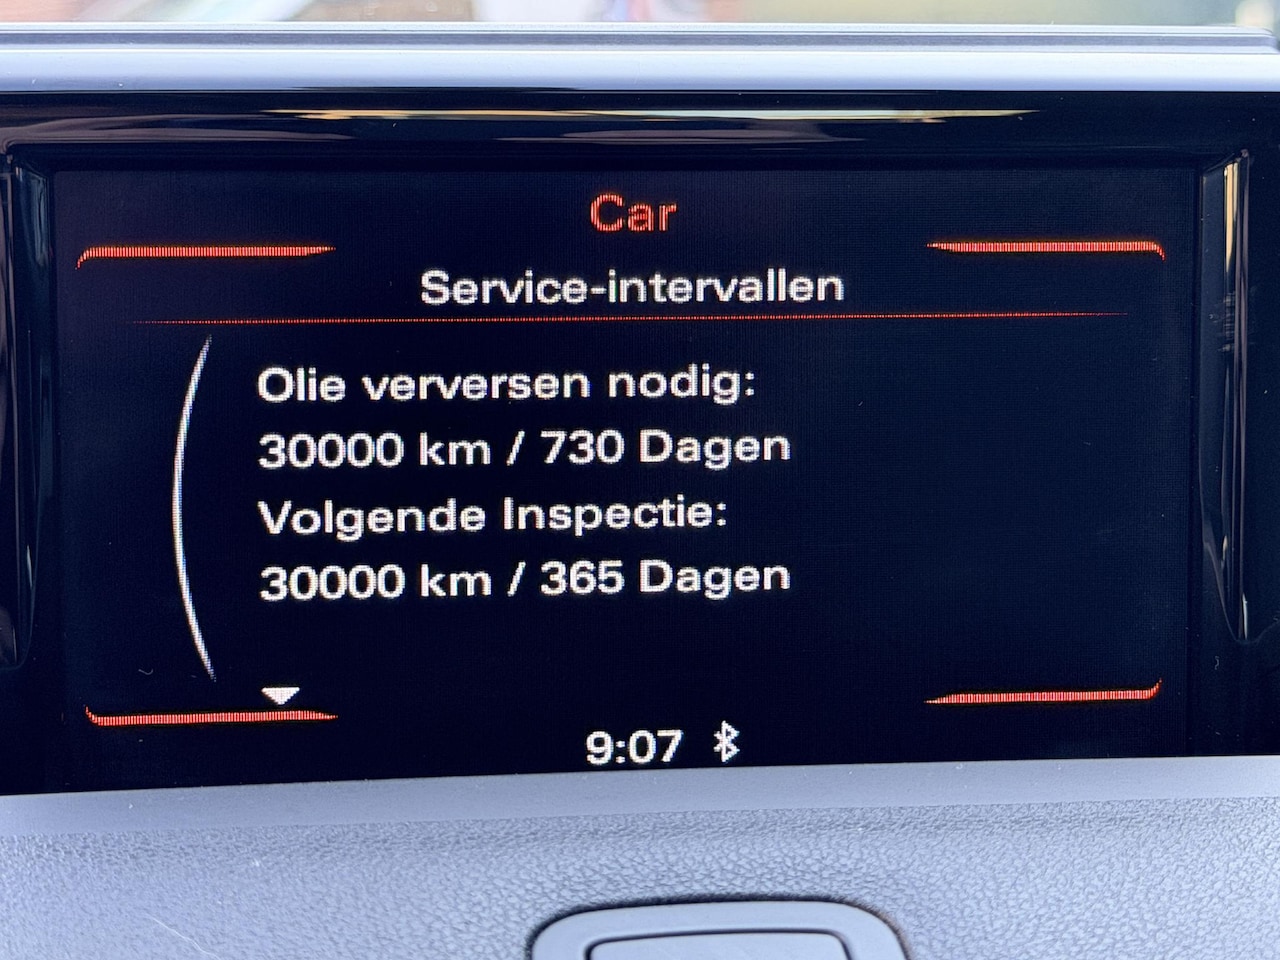 Car
Service-intervallen
Olie verversen nodig:
30000 km / 730 Dagen
Volgende Inspectie:
30000 km / 365 Dagen
9:07